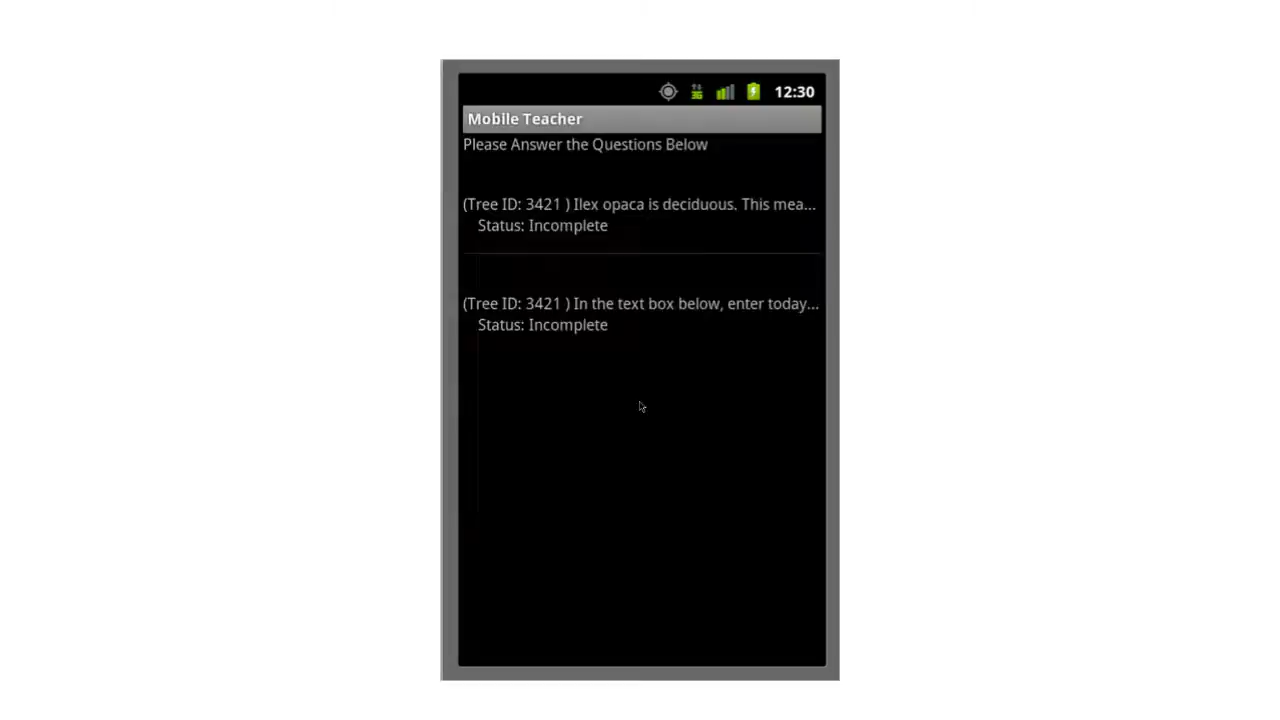 12:30
Mobile Teacher
Please Answer the Questions Below
(Tree ID: 3421 ) Ilex opaca is deciduous. This mea...
Status: Incomplete
(Tree ID: 3421 ) In the text box below, enter today...
Status: Incomplete